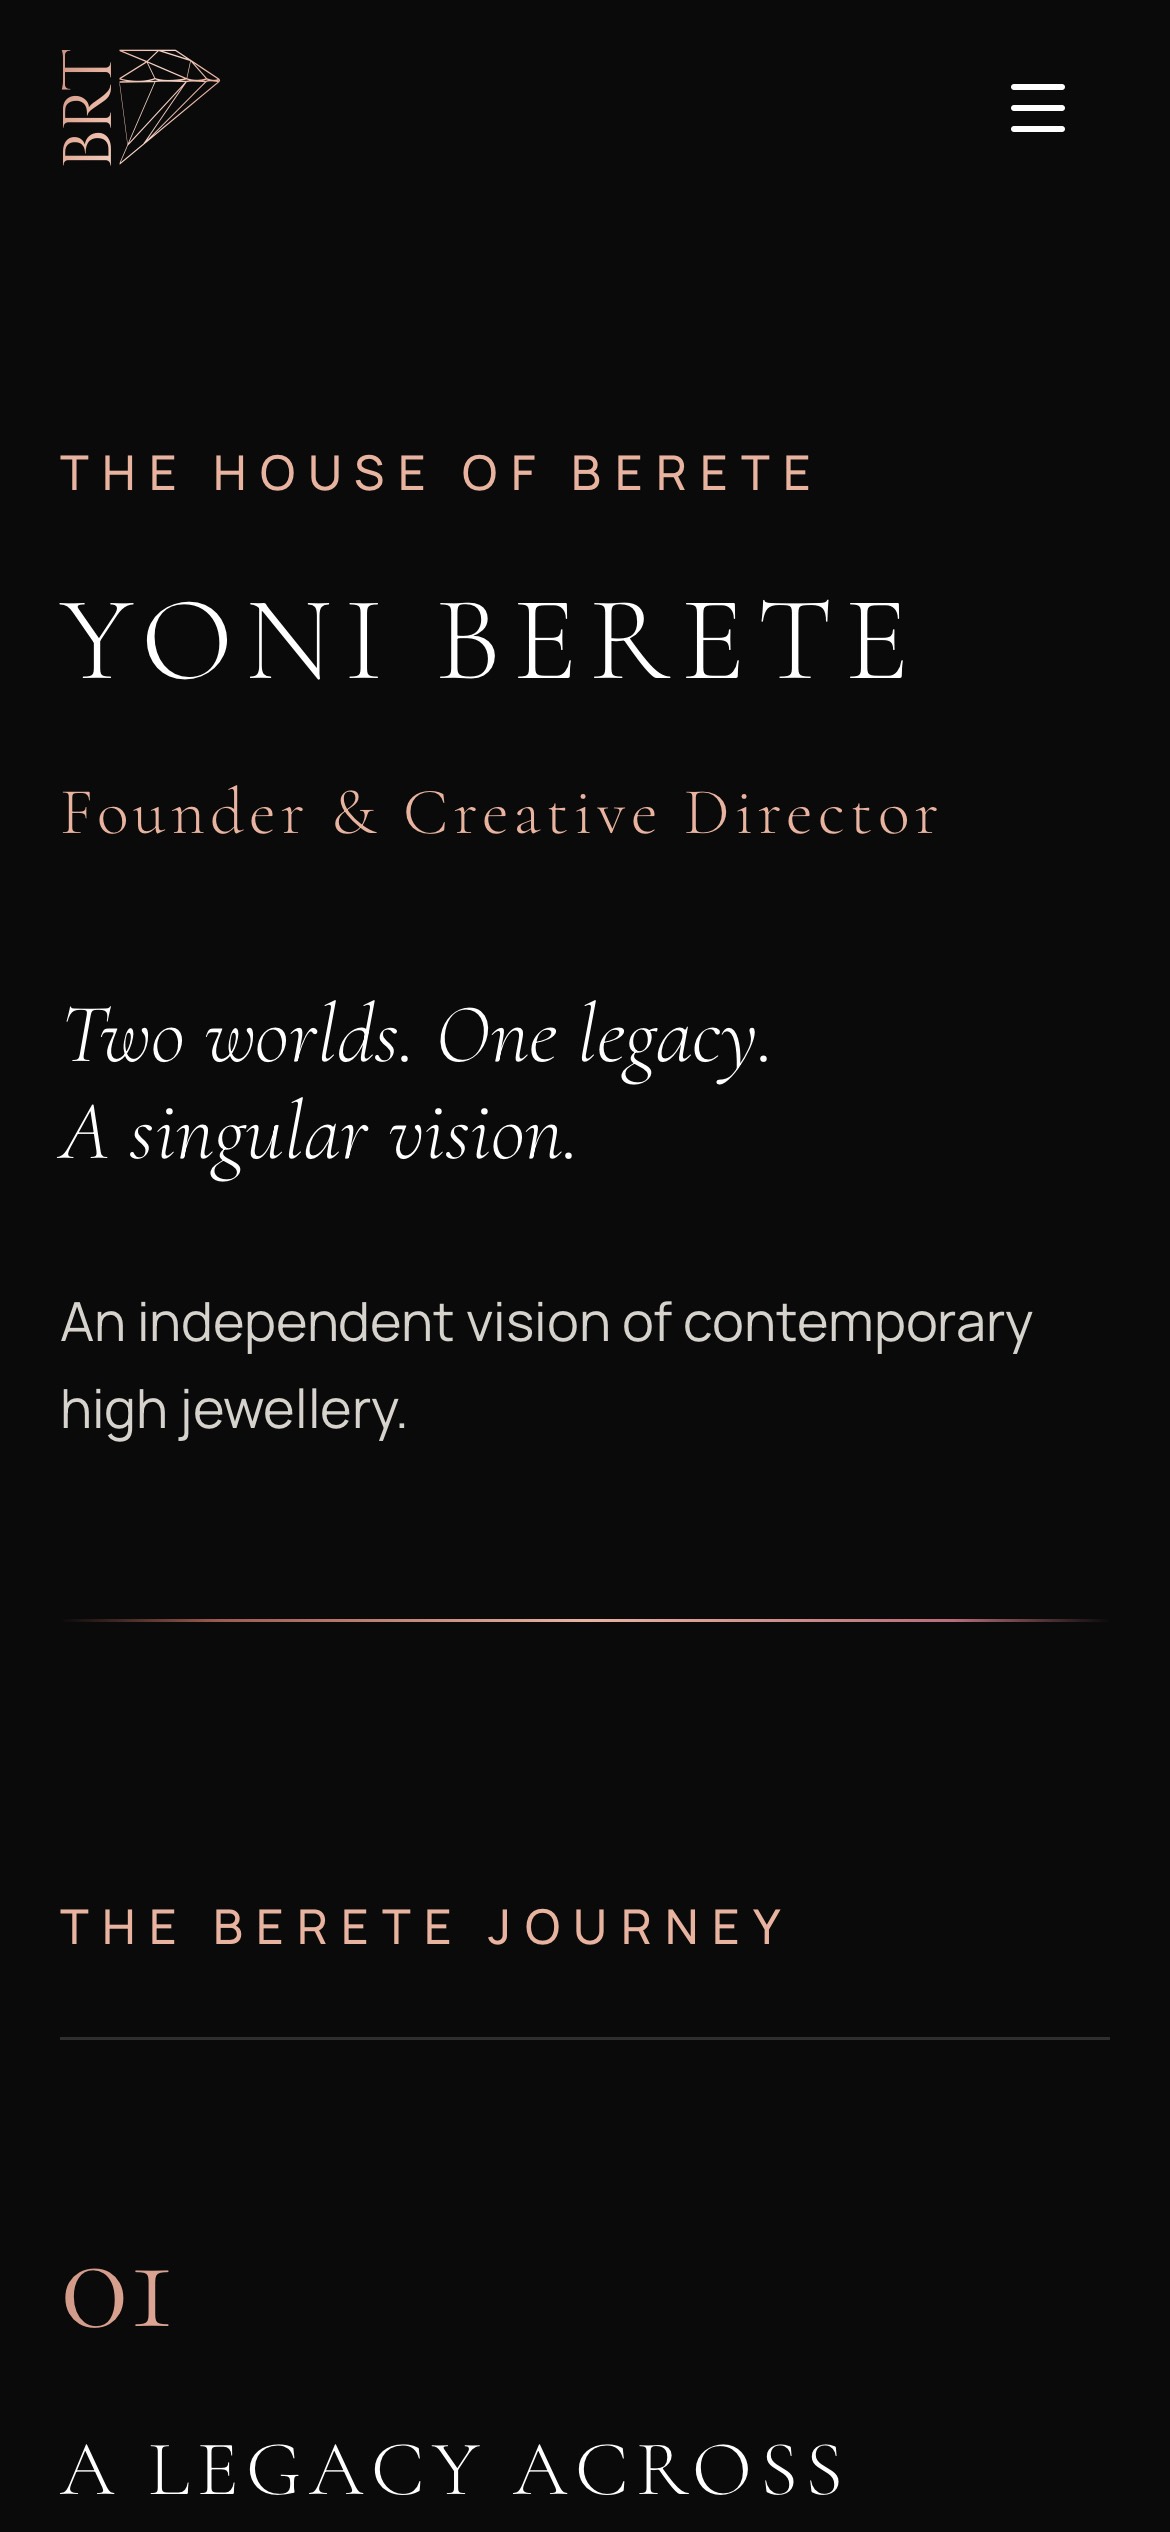 BRT
THE HOUSE OF BERETE
YONI BERETE
Founder & Creative Director
Two worlds. One legacy.
A singular vision.
An independent vision of contemporary
high jewellery.
THE BERETE JOURNEY
01
A LEGACY ACROSS